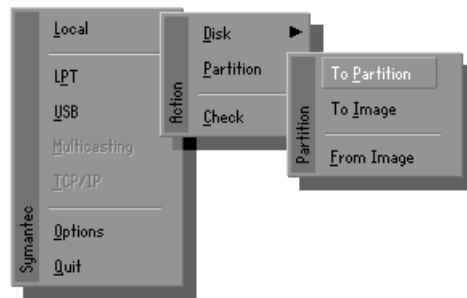 Local
LPT
USB
Multicasting
TCP/IP
Options
Quit
Symantec
Disk
Partition
Check
Action
To Partition
To Image
From Image
Partition